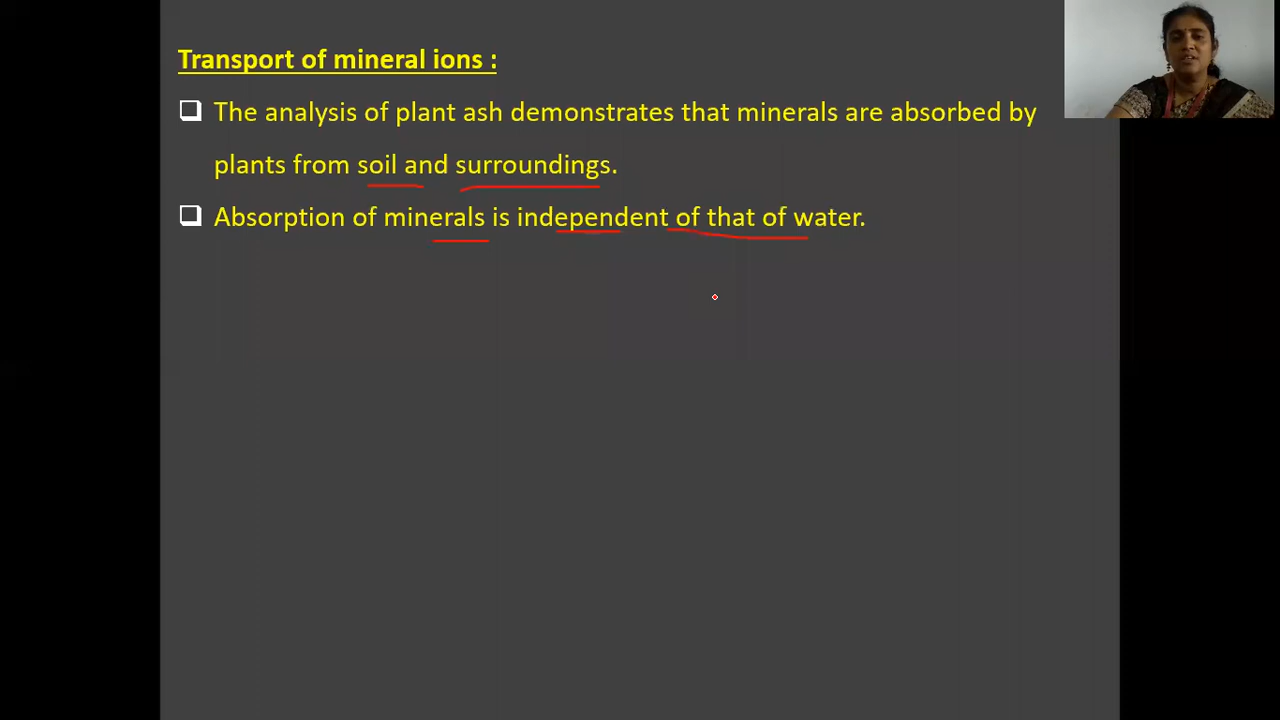 Transport of mineral ions :
The analysis of plant ash demonstrates that minerals are absorbed by
plants from soil and surroundings.
Absorption of minerals is independent of that of water.